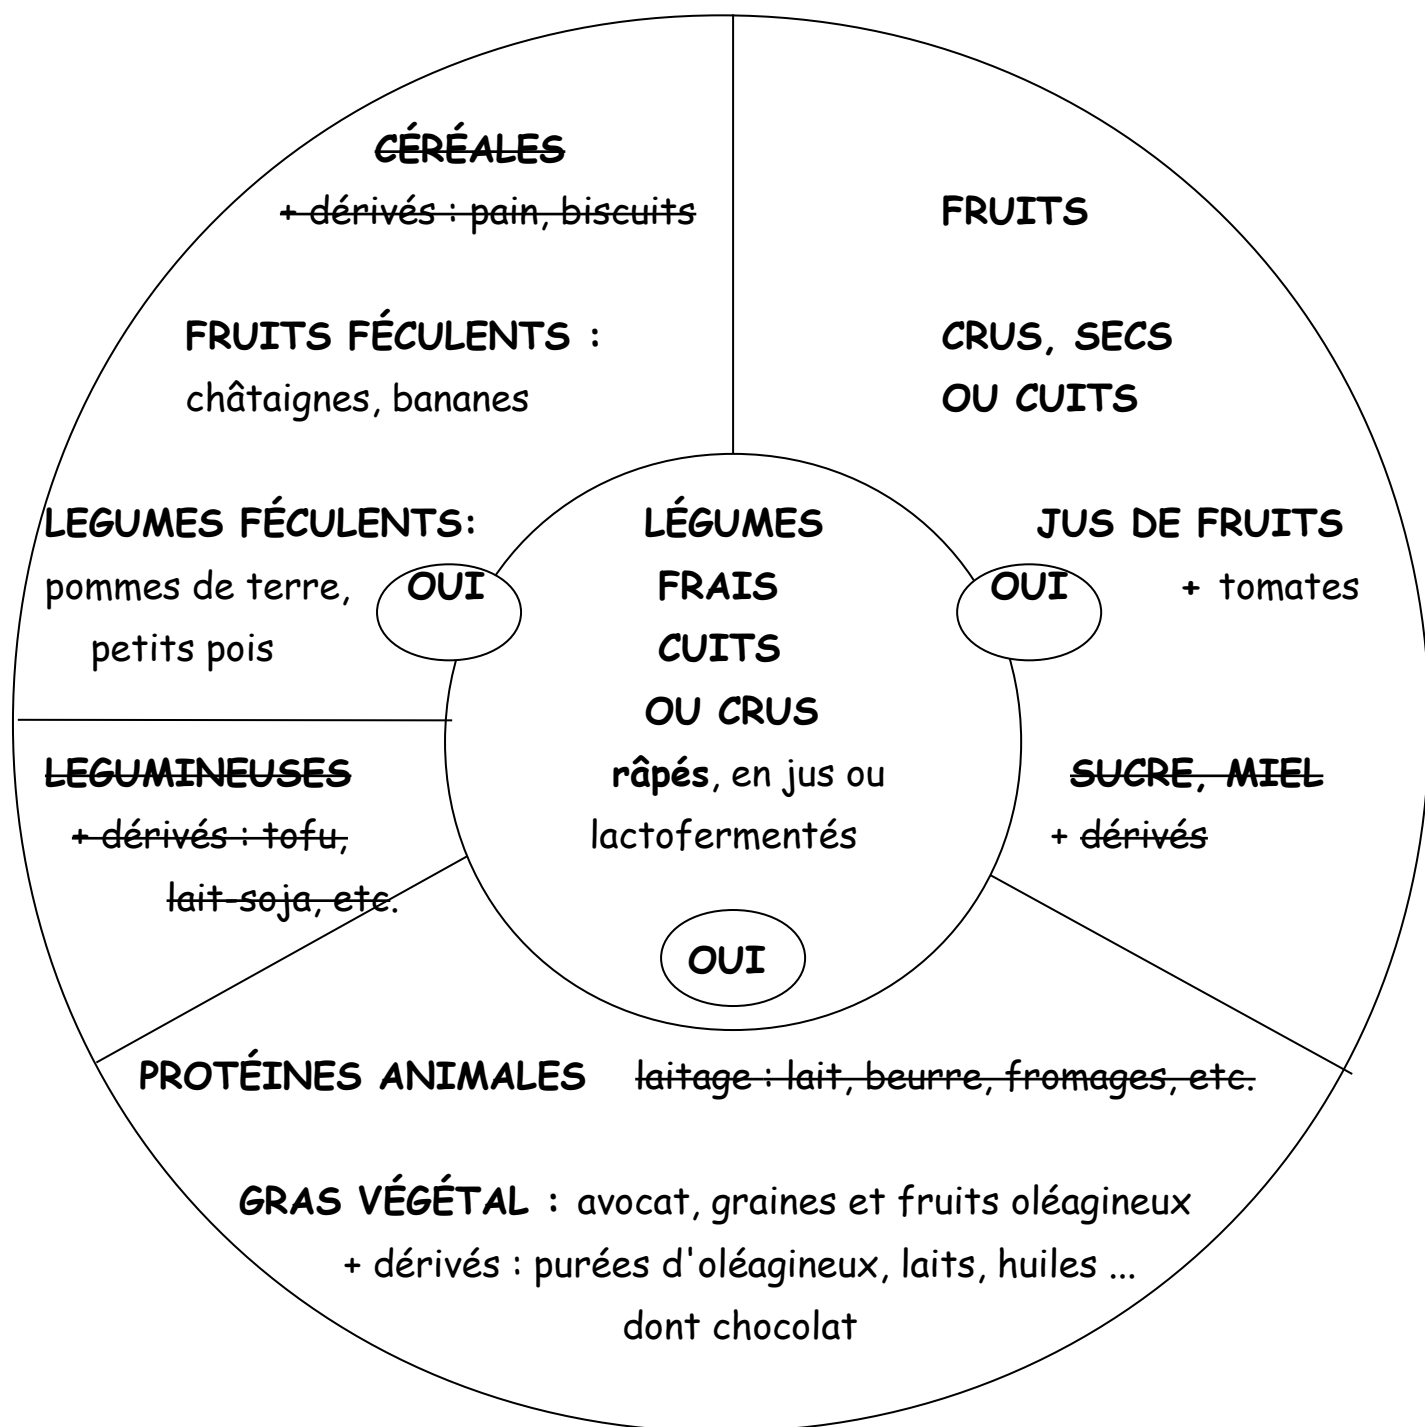 CÉRÉALES
+ dérivés : pain, biscuits
FRUITS FÉCULENTS :
châtaignes, bananes
LEGUMES FÉCULENTS:
pommes de terre,
petits pois
OUI
LEGUMINEUSES
+ dérivés : tofu,
lait-soja, etc.
FRUITS
CRUS, SECS
OU CUITS
JUS DE FRUITS
+ tomates
OUI
SUCRE, MIEL
+ dérivés
LÉGUMES
FRAIS
CUITS
OU CRUS
râpés, en jus ou
lactofermentés
OUI
PROTÉINES ANIMALES laitage : lait, beurre, fromages, etc.
GRAS VÉGÉTAL : avocat, graines et fruits oléagineux
+ dérivés : purées d'oléagineux, laits, huiles ...
dont chocolat